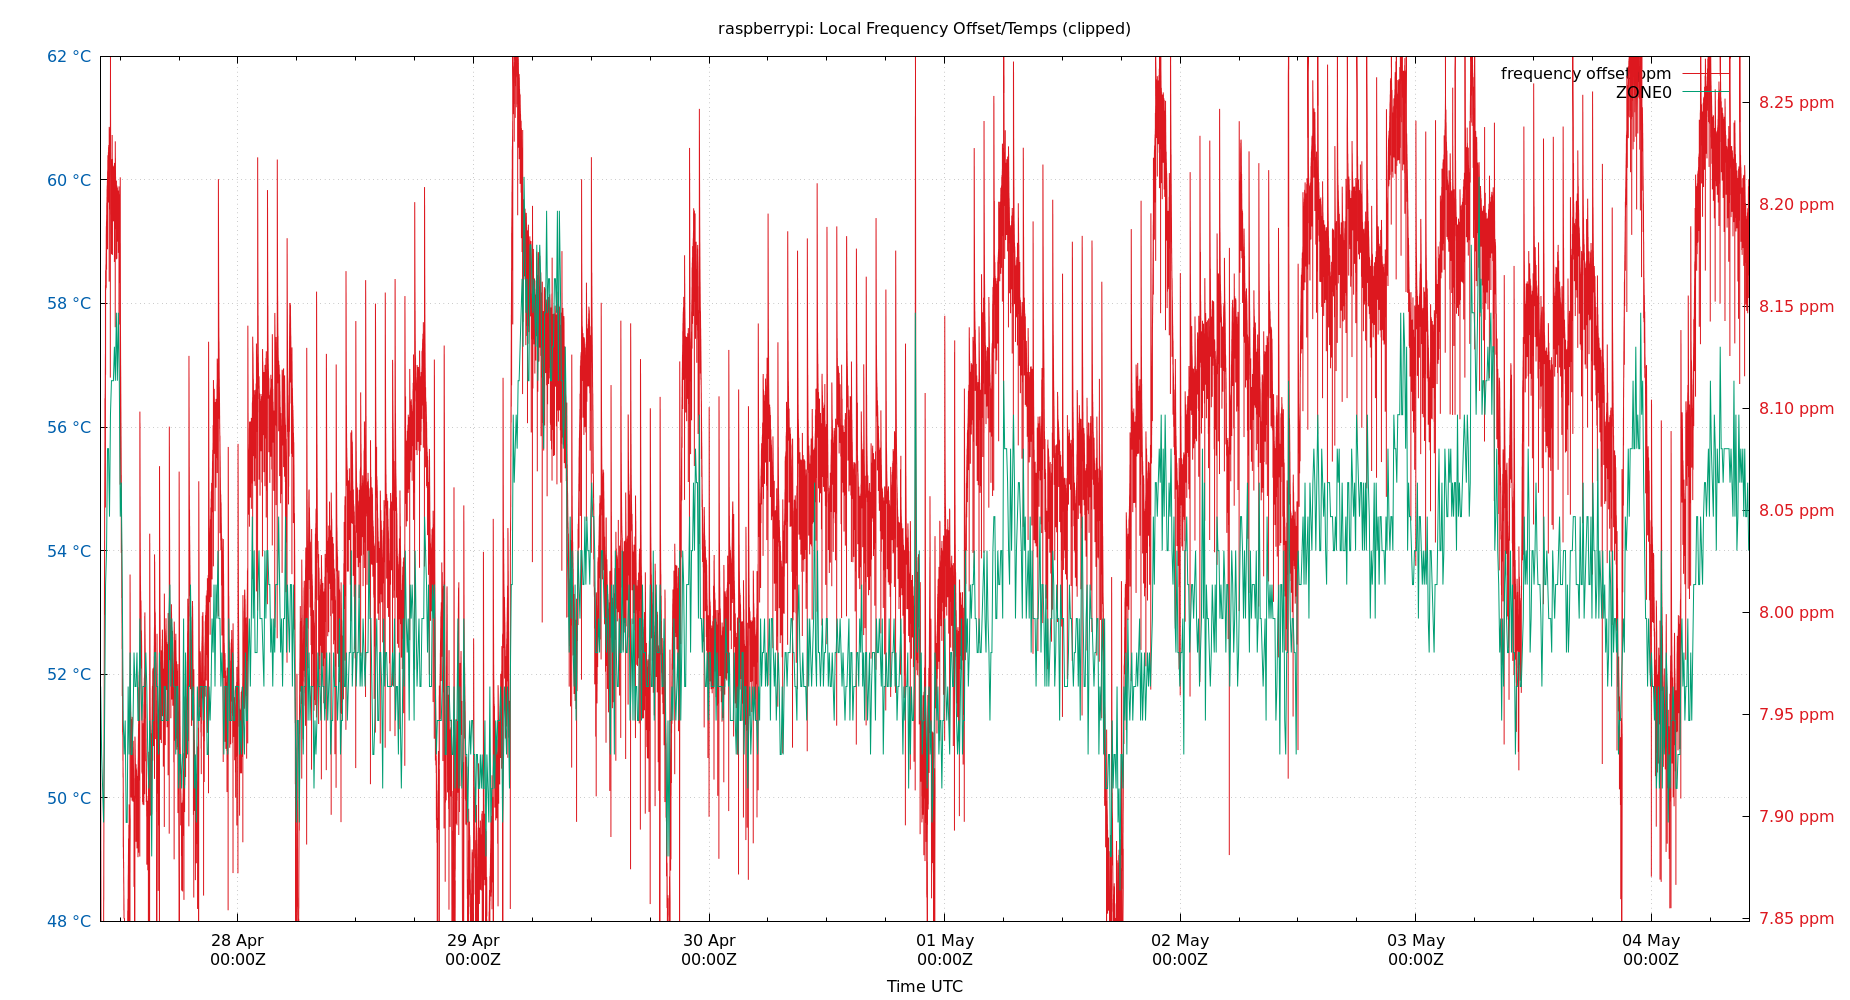 raspberrypi: Local Frequency Offset/Temps (clipped)
62 °C
60 °C
58 °C
56 °C
54 °C
52 °C
50 °C
48 °C
frequency offset ppm
ZONE0
8.25 ppm
8.20 ppm
8.15 ppm
8.10 ppm
8.05 ppm
8.00 ppm
7.95 ppm
7.90 ppm
7.85 ppm
28 Apr
00:00Z
29 Apr
00:00Z
30 Apr
00:00Z
01 May
00:00Z
02 May
00:00Z
03 May
00:00Z
04 May
00:00Z
Time UTC